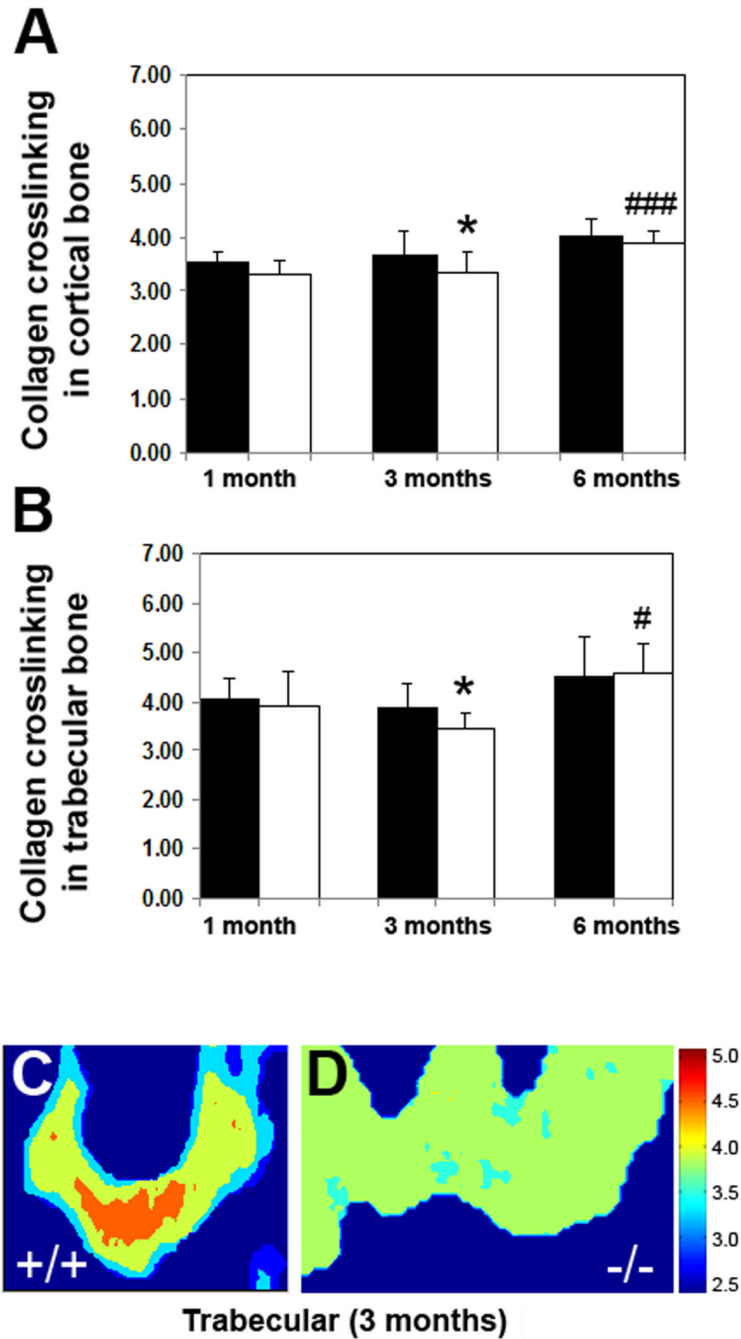 A
Collagen crosslinking
in cortical bone
7.00
6.00
5.00
4.00
3.00
2.00
1.00
0.00
*
###
1 month
3 months
6 months
B
Collagen crosslinking
in trabecular bone
7.00
6.00
5.00
4.00
3.00
2.00
1.00
0.00
*
#
1 month
3 months
6 months
C
+/+
D
-/-
5.0
4.5
4.0
3.5
3.0
2.5
Trabecular (3 months)